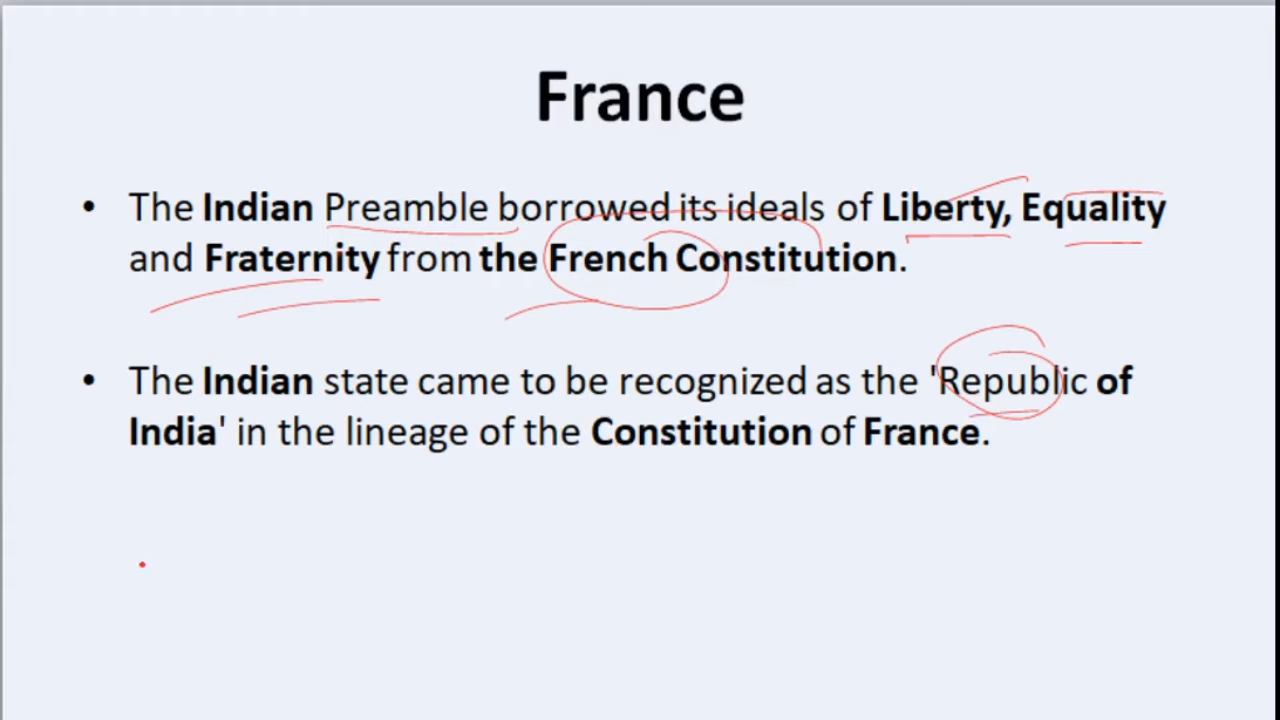 France
• The Indian Preamble borrowed its ideals of Liberty, Equality
and Fraternity from the French Constitution.
• The Indian state came to be recognized as the 'Republic of
India' in the lineage of the Constitution of France.